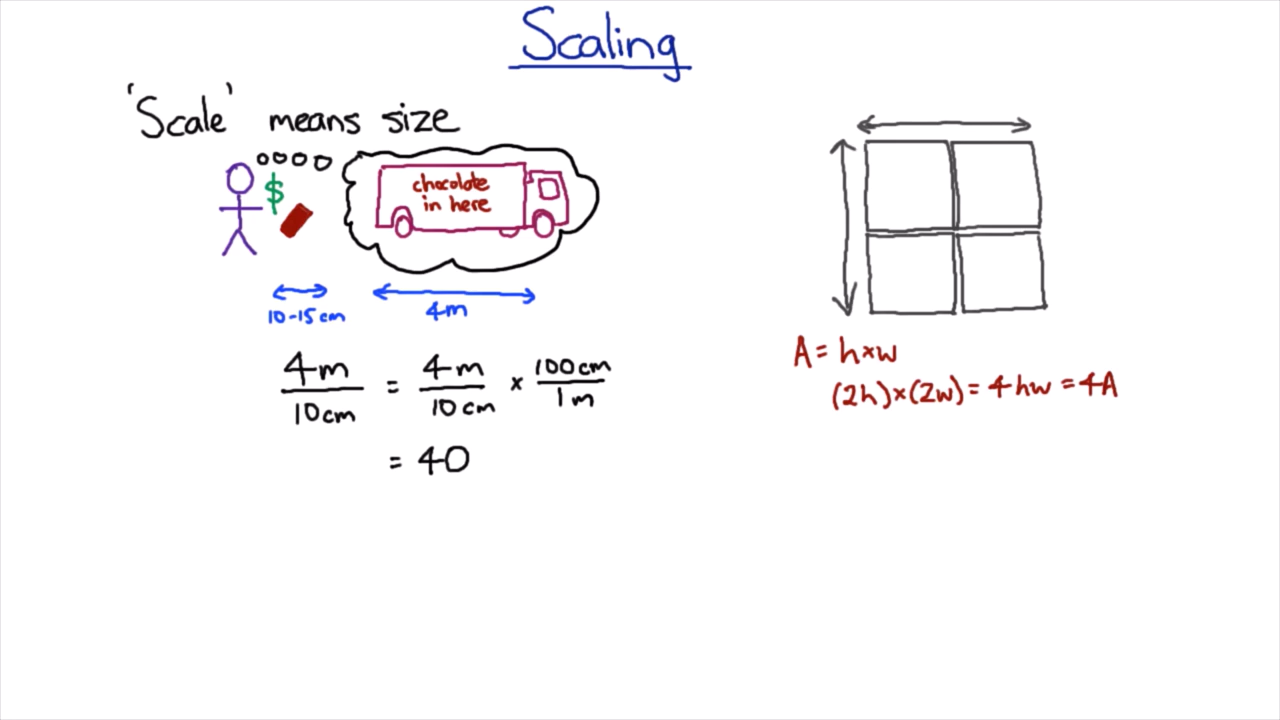 Scaling
'Scale' means size
$
chocolate
in here
10-15cm
4m
4m/10cm = 4m/10cm × 100cm/1m
= 40
A = h×w
(2h)×(2w) = 4hw = 4A